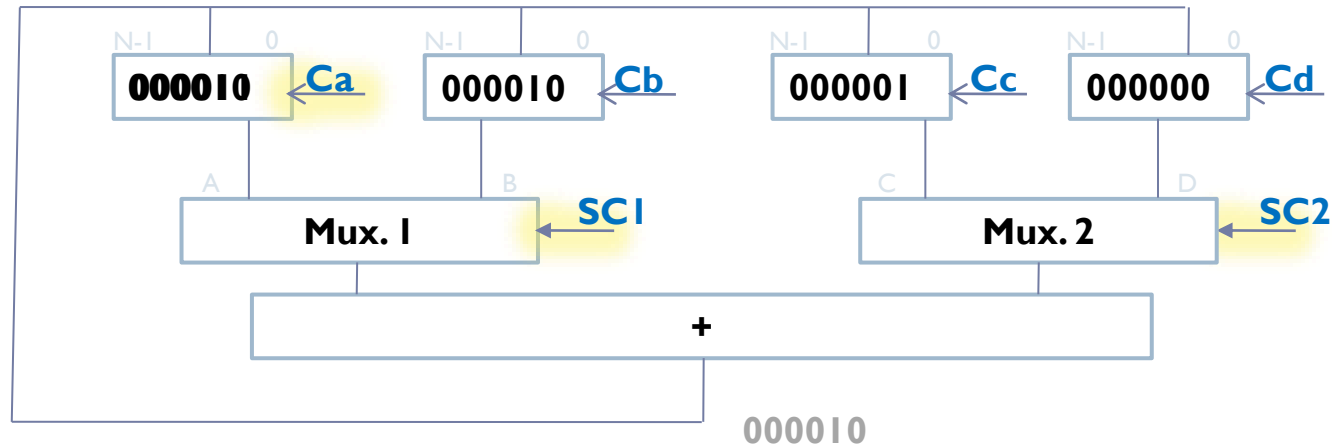 N-1 0 N-1 0 N-1 0 N-1 0
Ca 000010 Cb 000001 Cc 000000 Cd
A B C D
Mux. 1 SC1 Mux. 2 SC2
+
000010